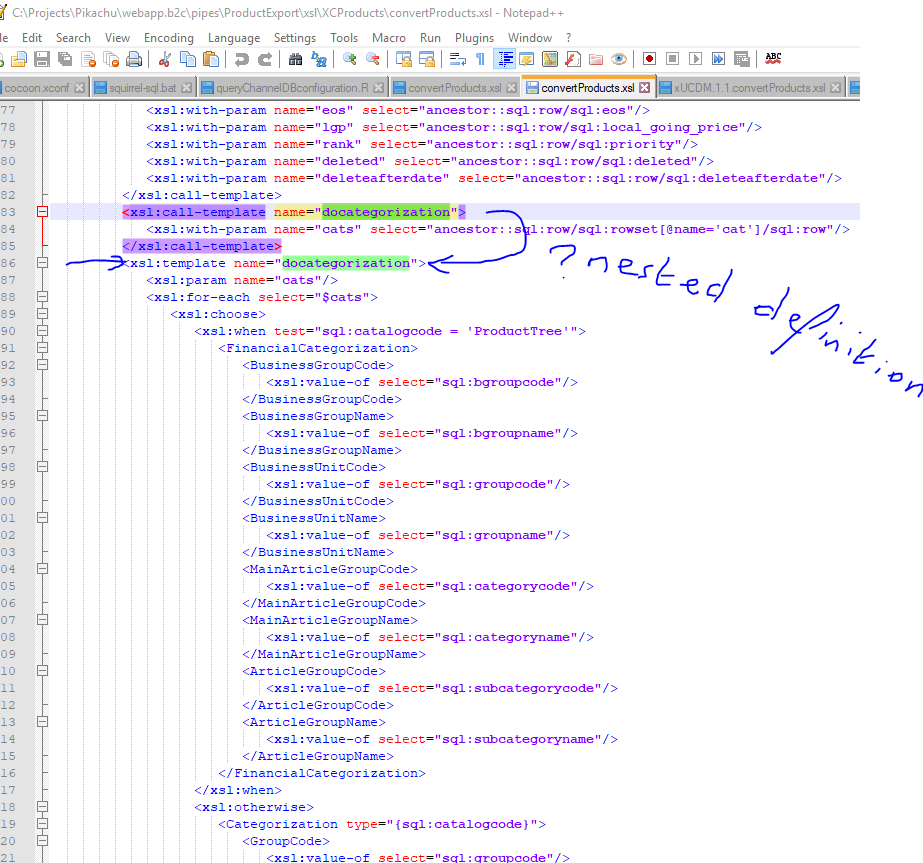 C:\Projects\Pikachu\webapp.b2c\pipes\ProductExport\xsl\XCProducts\convertProducts.xsl - Notepad++
Edit Search View Encoding Language Settings Tools Macro Run Plugins Window ?
cocoon.xconf squirrel-sql.bat queryChannelDBconfiguration.R convertProducts.xsl convertProducts.xsl xUCDM.1.1.convertProducts.xsl
77 <xsl:with-param name="eos" select="ancestor::sql:row/sql:eos"/>
78 <xsl:with-param name="lgp" select="ancestor::sql:row/sql:local_going_price"/>
79 <xsl:with-param name="rank" select="ancestor::sql:row/sql:priority"/>
80 <xsl:with-param name="deleted" select="ancestor::sql:row/sql:deleted"/>
81 <xsl:with-param name="deleteafterdate" select="ancestor::sql:row/sql:deleteafterdate"/>
82 </xsl:call-template>
83 <xsl:call-template name="docategorization">
84 <xsl:with-param name="cats" select="ancestor::sql:row/sql:rowset[@name='cat']/sql:row"/>
85 </xsl:call-template>
86 <xsl:template name="docategorization"> ? nested definition
87 <xsl:param name="cats"/>
88 <xsl:for-each select="$cats">
89 <xsl:choose>
90 <xsl:when test="sql:catalogcode = 'ProductTree'">
91 <FinancialCategorization>
92 <BusinessGroupCode>
93 <xsl:value-of select="sql:bgroupcode"/>
94 </BusinessGroupCode>
95 <BusinessGroupName>
96 <xsl:value-of select="sql:bgroupname"/>
97 </BusinessGroupName>
98 <BusinessUnitCode>
99 <xsl:value-of select="sql:groupcode"/>
00 </BusinessUnitCode>
01 <BusinessUnitName>
02 <xsl:value-of select="sql:groupname"/>
03 </BusinessUnitName>
04 <MainArticleGroupCode>
05 <xsl:value-of select="sql:categorycode"/>
06 </MainArticleGroupCode>
07 <MainArticleGroupName>
08 <xsl:value-of select="sql:categoryname"/>
09 </MainArticleGroupName>
10 <ArticleGroupCode>
11 <xsl:value-of select="sql:subcategorycode"/>
12 </ArticleGroupCode>
13 <ArticleGroupName>
14 <xsl:value-of select="sql:subcategoryname"/>
15 </ArticleGroupName>
16 </FinancialCategorization>
17 </xsl:when>
18 <xsl:otherwise>
19 <Categorization type="{sql:catalogcode}">
20 <GroupCode>
21 <xsl:value-of select="sql:groupcode"/>